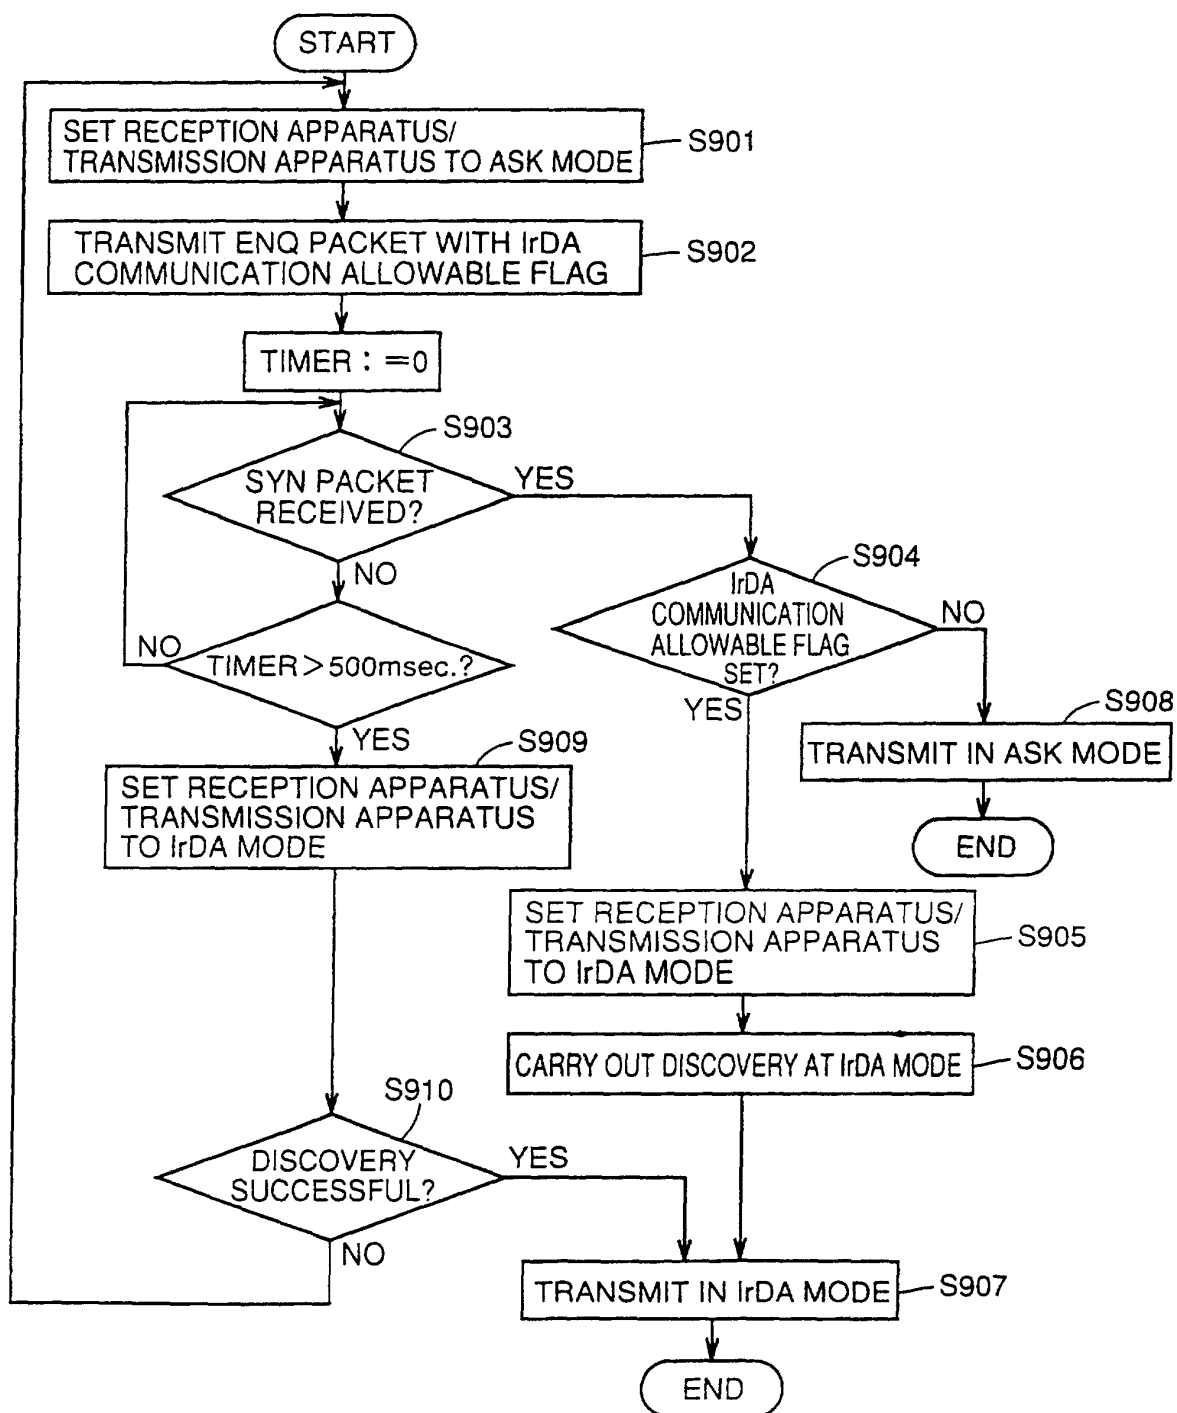 START
SET RECEPTION APPARATUS/
TRANSMISSION APPARATUS TO ASK MODE
S901
TRANSMIT ENQ PACKET WITH IrDA
COMMUNICATION ALLOWABLE FLAG
S902
TIMER : =0
S903
SYN PACKET
RECEIVED?
YES
NO
S904
IrDA
COMMUNICATION
ALLOWABLE FLAG
SET?
NO
YES
NO
TIMER > 500msec.?
YES
S908
TRANSMIT IN ASK MODE
END
S909
SET RECEPTION APPARATUS/
TRANSMISSION APPARATUS
TO IrDA MODE
SET RECEPTION APPARATUS/
TRANSMISSION APPARATUS
TO IrDA MODE
S905
CARRY OUT DISCOVERY AT IrDA MODE
S906
S910
DISCOVERY
SUCCESSFUL?
YES
NO
TRANSMIT IN IrDA MODE
S907
END